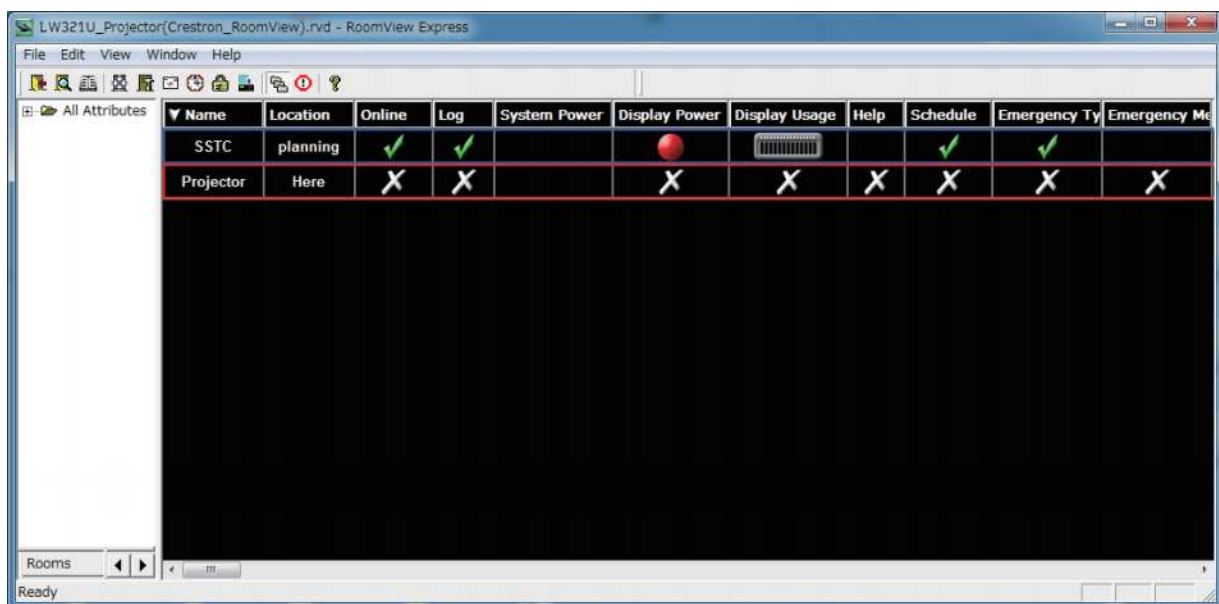 LW321U_Projector(Crestron_RoomView).rvd - RoomView Express
File Edit View Window Help
All Attributes
Name Location Online Log System Power Display Power Display Usage Help Schedule Emergency Ty Emergency Me
SSTC planning
Projector Here
Rooms
Ready